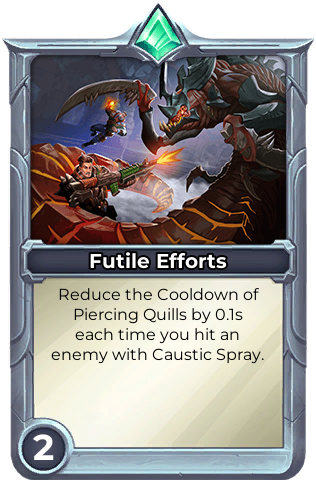 Futile Efforts
Reduce the Cooldown of
Piercing Quills by 0.1s
each time you hit an
enemy with Caustic Spray.
2